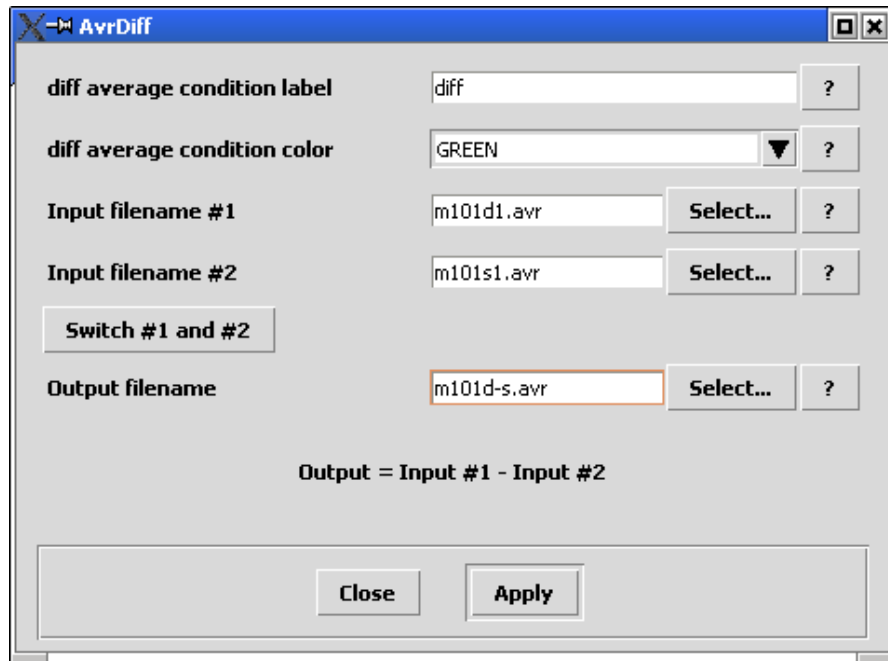 AvrDiff
diff average condition label diff ?
diff average condition color GREEN ?
Input filename #1 m101d1.avr Select... ?
Input filename #2 m101s1.avr Select... ?
Switch #1 and #2
Output filename m101d-s.avr Select... ?
Output = Input #1 - Input #2
Close Apply